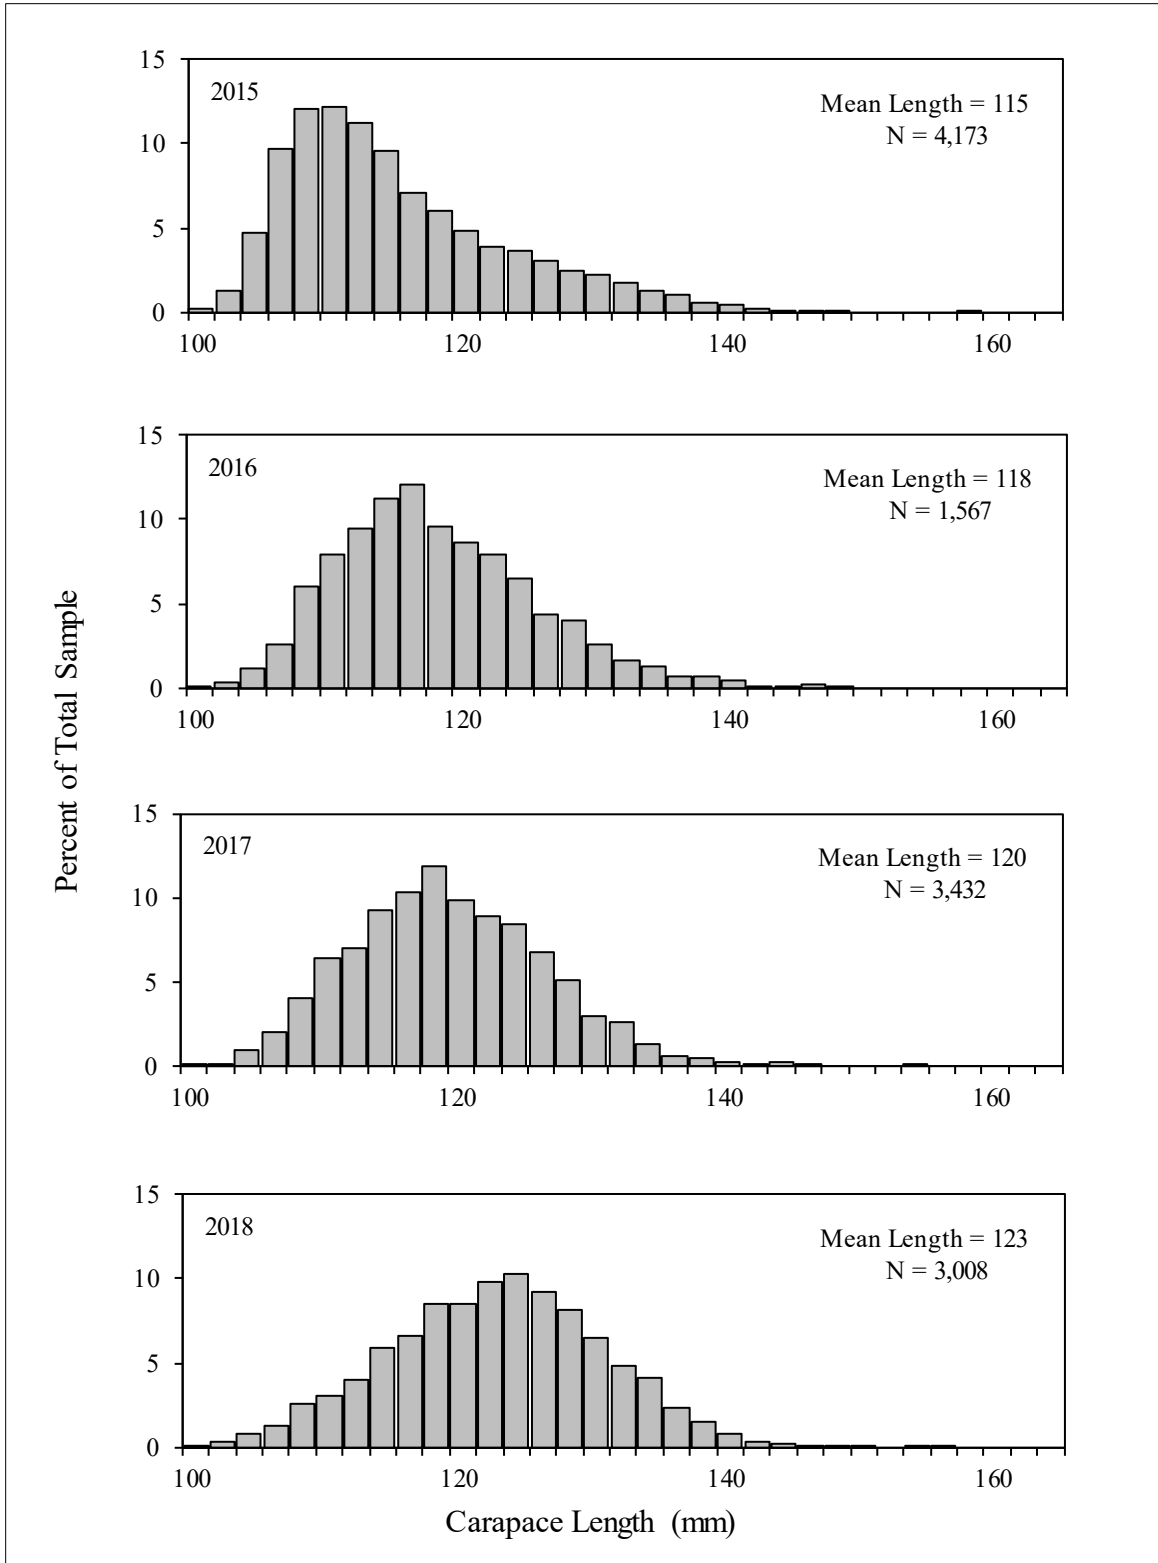 15
2015
Mean Length = 115
N = 4,173
10
5
0
100 120 140 160
15
2016
Mean Length = 118
N = 1,567
10
5
0
100 120 140 160
Percent of Total Sample
15
2017
Mean Length = 120
N = 3,432
10
5
0
100 120 140 160
15
2018
Mean Length = 123
N = 3,008
10
5
0
100 120 140 160
Carapace Length (mm)